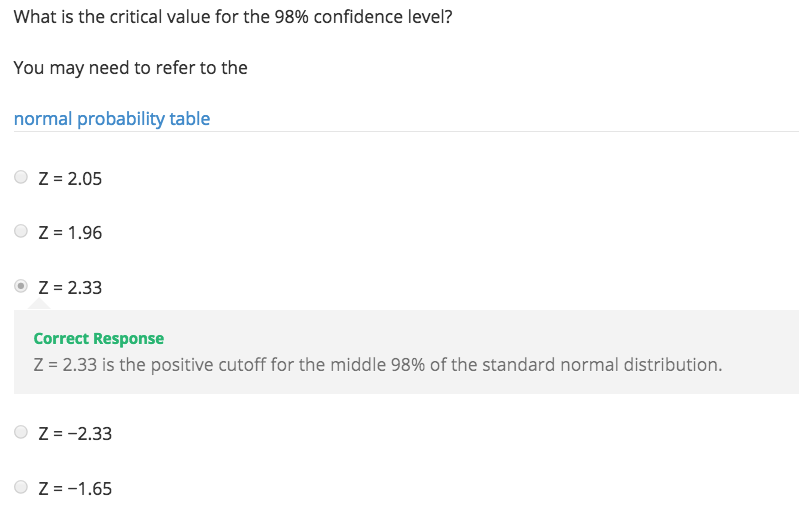 What is the critical value for the 98% confidence level?
You may need to refer to the
normal probability table
Z = 2.05
Z = 1.96
Z = 2.33
Correct Response
Z = 2.33 is the positive cutoff for the middle 98% of the standard normal distribution.
Z = −2.33
Z = −1.65